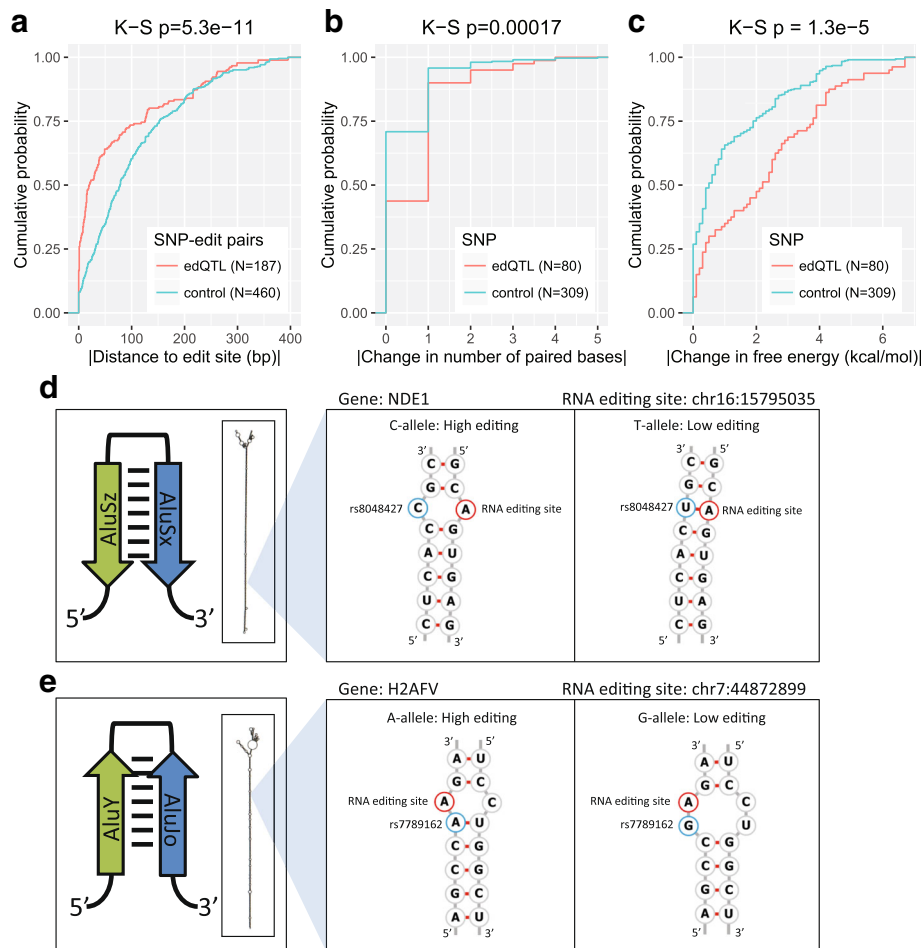 a
K−S p=5.3e−11
Cumulative probability
1.00
0.75
0.50
0.25
0.00
SNP-edit pairs
edQTL (N=187)
control (N=460)
0 100 200 300 400
|Distance to edit site (bp)|
b
K−S p=0.00017
Cumulative probability
1.00
0.75
0.50
0.25
0.00
SNP
edQTL (N=80)
control (N=309)
0 1 2 3 4 5
|Change in number of paired bases|
c
K−S p = 1.3e−5
Cumulative probability
1.00
0.75
0.50
0.25
0.00
SNP
edQTL (N=80)
control (N=309)
0 2 4 6
|Change in free energy (kcal/mol)|
d
Gene: NDE1
RNA editing site: chr16:15795035
AluSz
AluSx
5’
3’
C-allele: High editing
3’ 5’
C G
G C
rs8048427 C A RNA editing site
C G
A U
C G
U A
C G
5’ 3’
T-allele: Low editing
3’ 5’
C G
G C
rs8048427 U A RNA editing site
C G
A U
C G
U A
C G
5’ 3’
e
Gene: H2AFV
RNA editing site: chr7:44872899
AluY
AluJo
5’
3’
A-allele: High editing
3’ 5’
A U
G C
RNA editing site A C
rs7789162 A U
C G
C G
G C
A U
5’ 3’
G-allele: Low editing
3’ 5’
A U
G C
RNA editing site A C
rs7789162 G U
C G
C G
G C
A U
5’ 3’